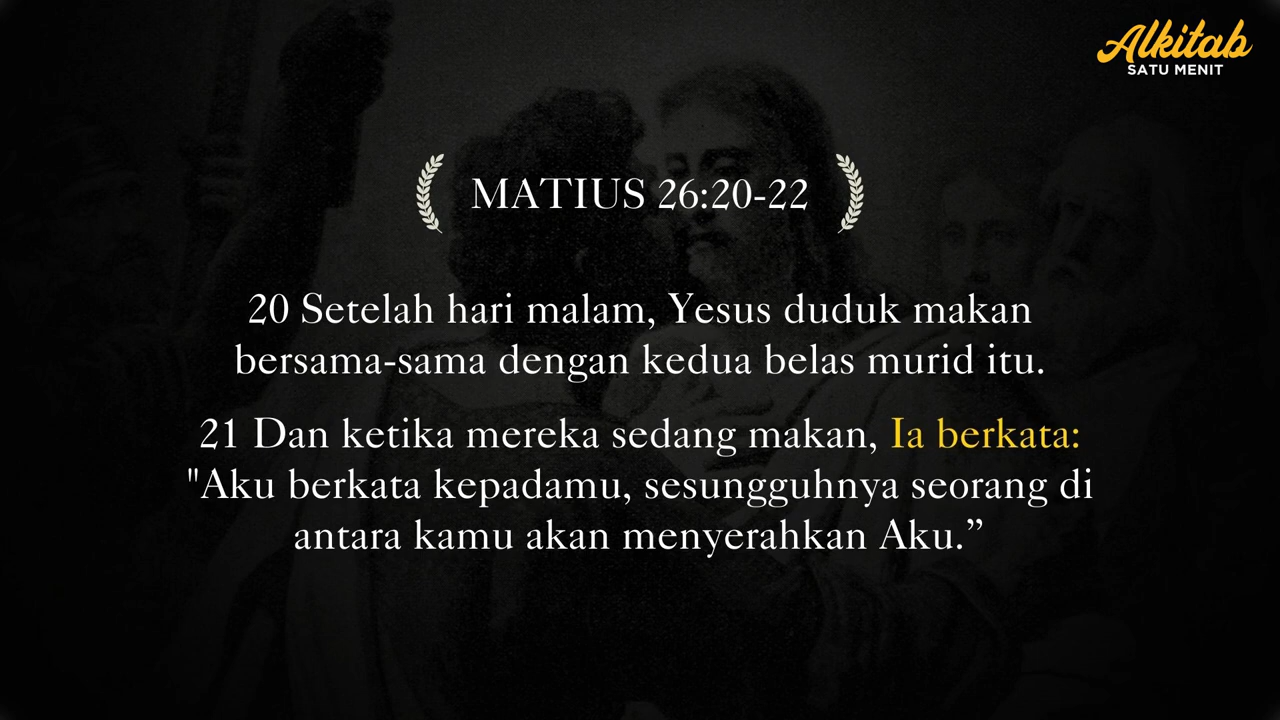 Alkitab
SATU MENIT
MATIUS 26:20-22
20 Setelah hari malam, Yesus duduk makan
bersama-sama dengan kedua belas murid itu.
21 Dan ketika mereka sedang makan, Ia berkata:
"Aku berkata kepadamu, sesungguhnya seorang di
antara kamu akan menyerahkan Aku.”